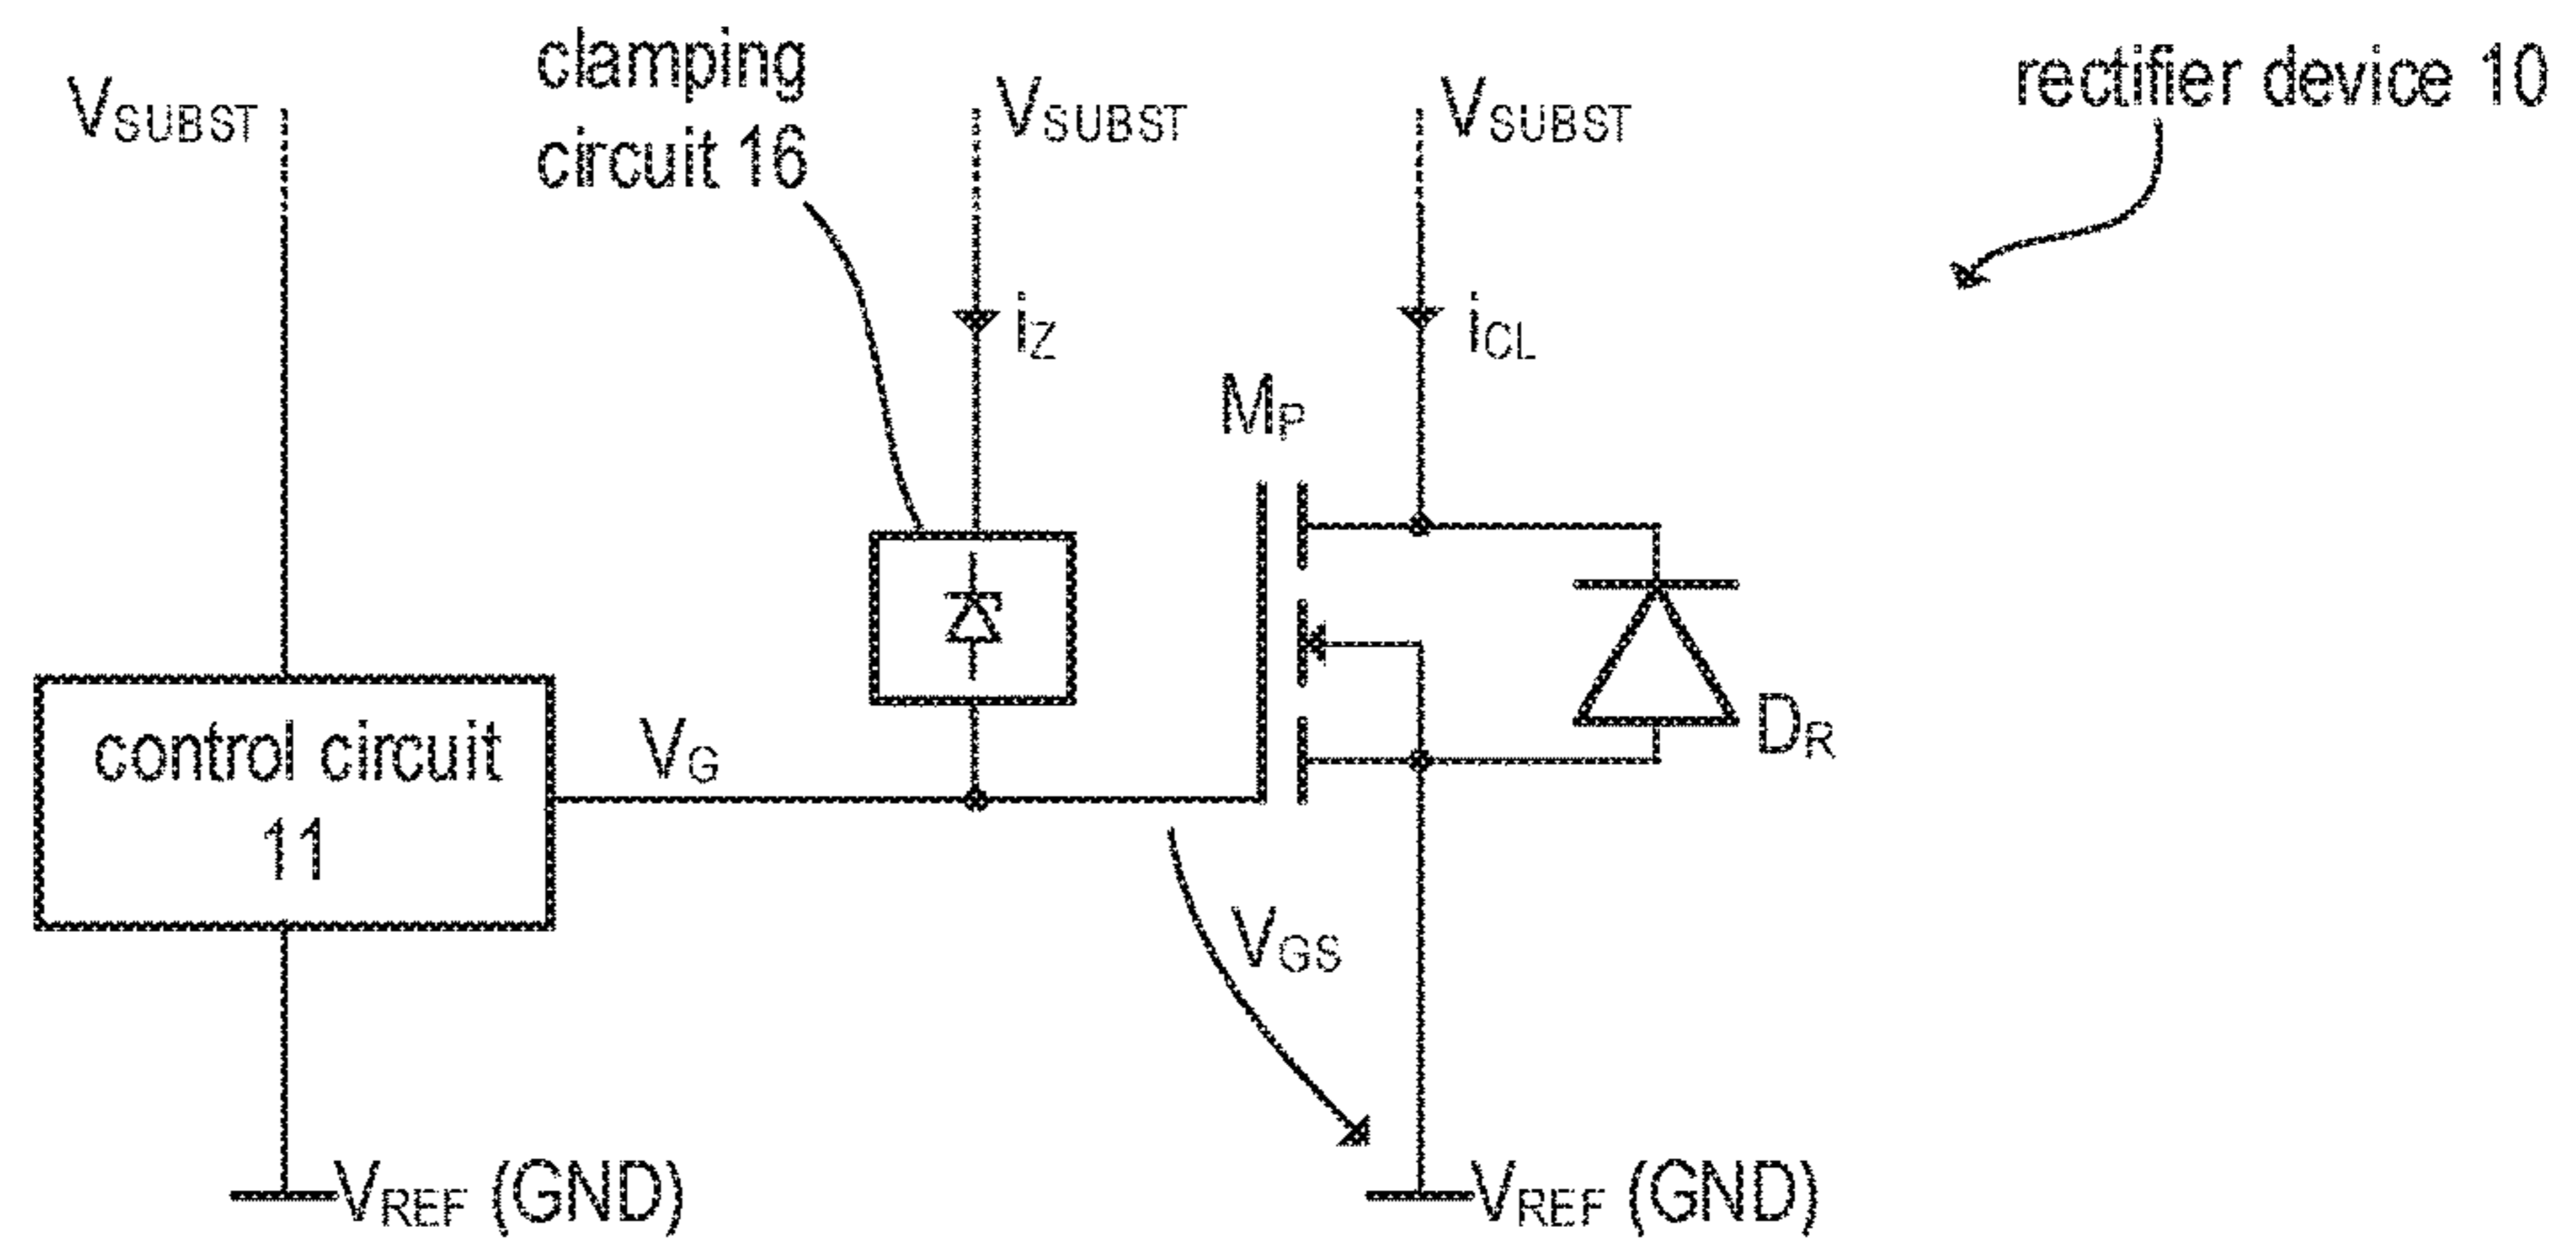 clamping
circuit 16
rectifier device 10
VSUBST
VSUBST
VSUBST
iZ
iCL
MP
control circuit
11
VG
DR
VGS
VREF (GND)
VREF (GND)